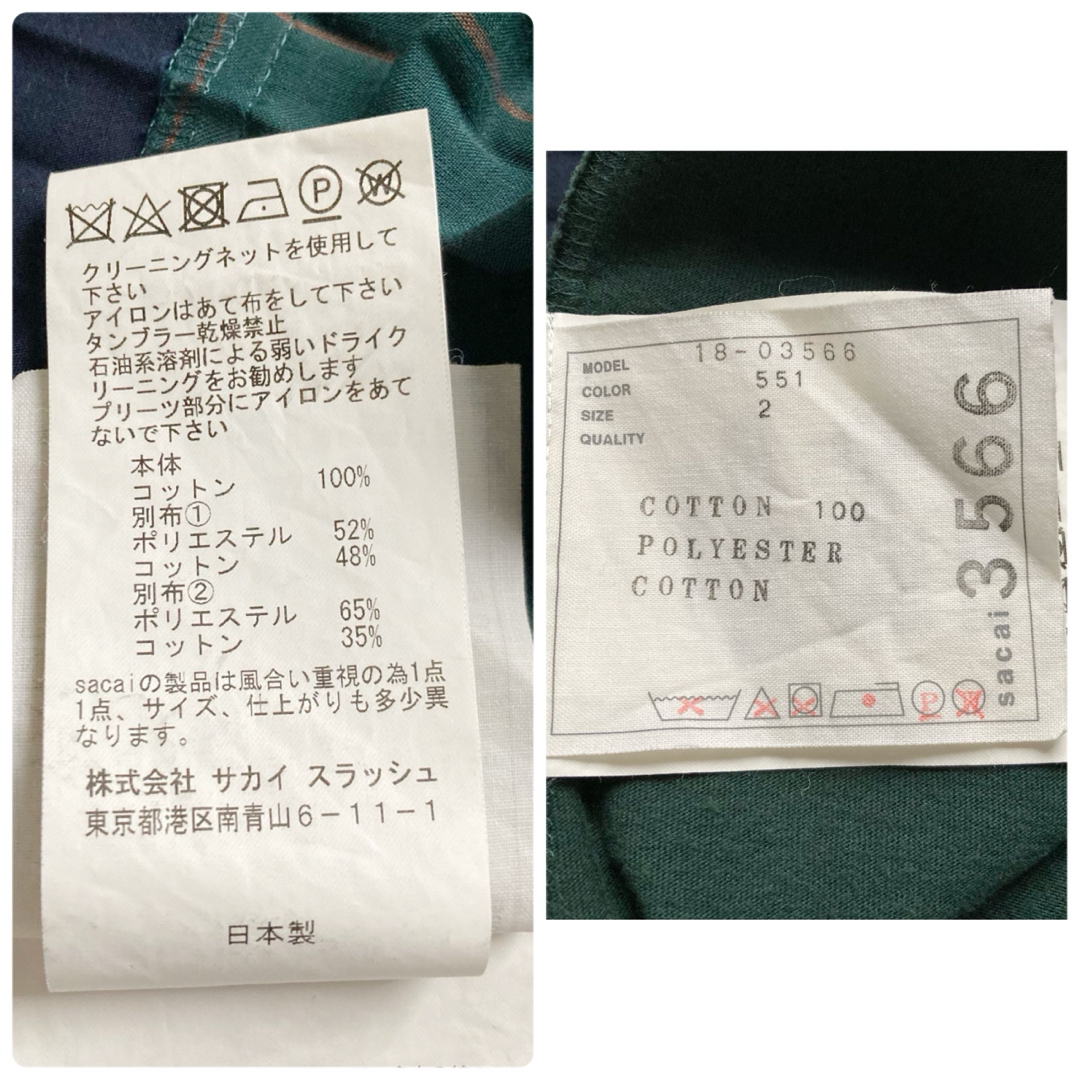 P W
クリーニングネットを使用して
下さい
アイロンはあて布をして下さい
タンブラー乾燥禁止
石油系溶剤による弱いドライク
リーニングをお勧めします
プリーツ部分にアイロンをあて
ないで下さい
本体
コットン 100%
別布①
ポリエステル 52%
コットン 48%
別布②
ポリエステル 65%
コットン 35%
sacaiの製品は風合い重視の為1点
1点、サイズ、仕上がりも多少異
なります。
株式会社 サカイ スラッシュ
東京都港区南青山6-11-1
日本製
MODEL 18-03566
COLOR 551
SIZE 2
QUALITY
COTTON 100
POLYESTER
COTTON
P W
sacai 3566